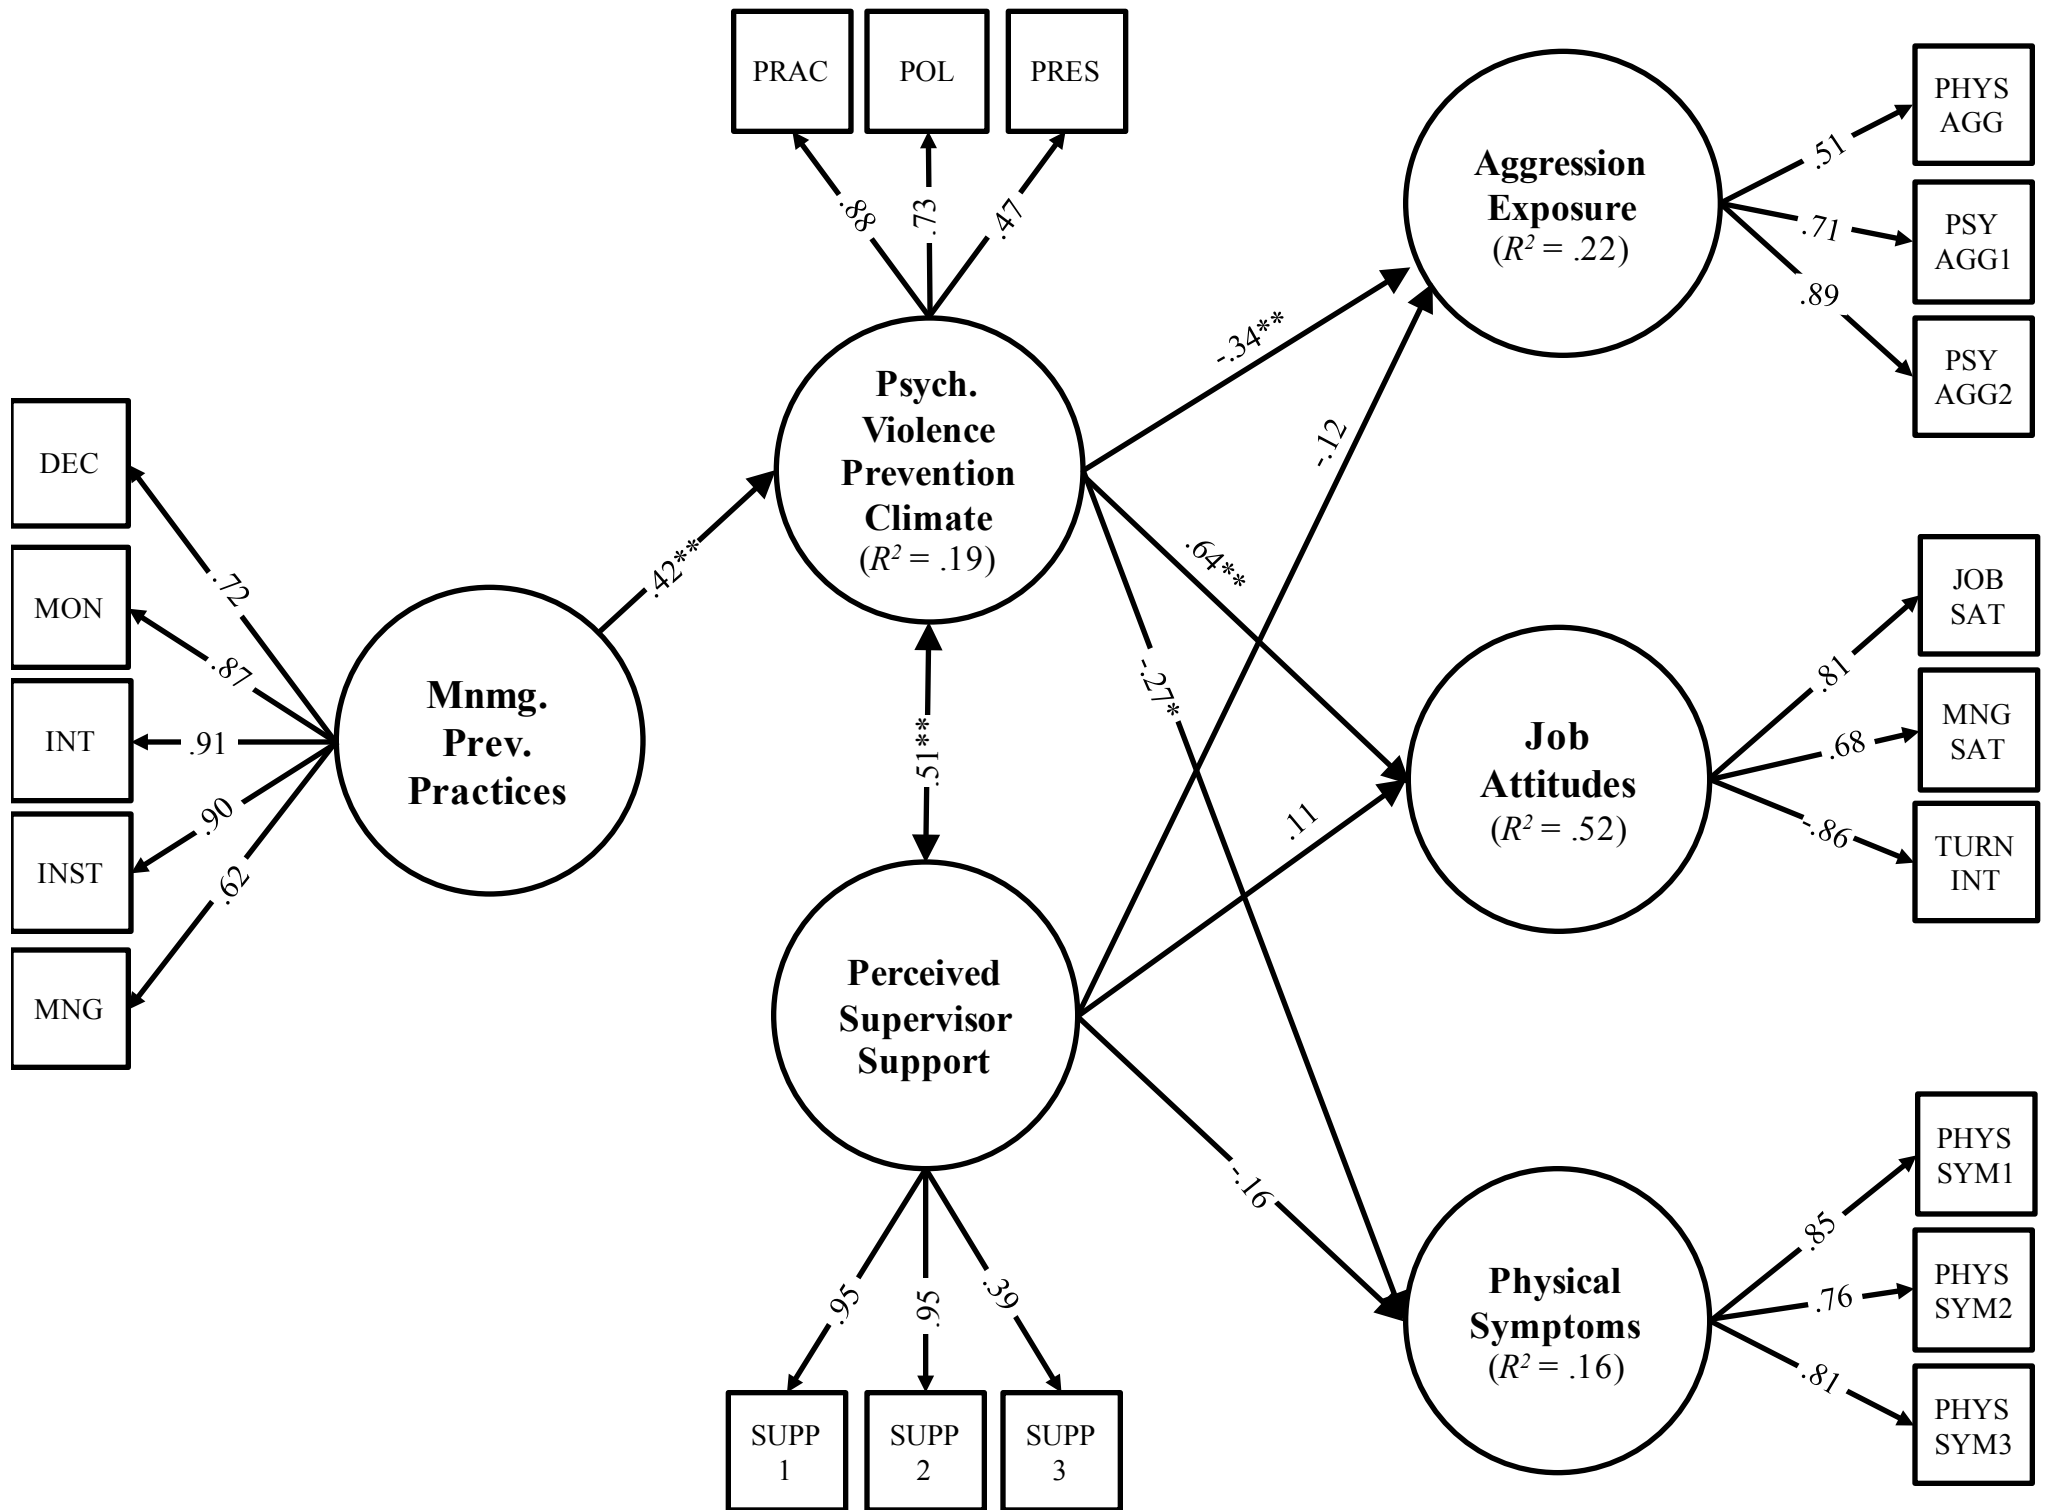 PRAC
POL
PRES
.88
.73
.47
PHYS
AGG
PSY
AGG1
PSY
AGG2
.51
.71
.89
Aggression
Exposure
(R² = .22)
-.34**
-.12
Psych.
Violence
Prevention
Climate
(R² = .19)
DEC
MON
INT
INST
MNG
.72
.87
.91
.90
.62
Mnmg.
Prev.
Practices
.42**
.51**
.64**
-.27*
.11
-.16
Job
Attitudes
(R² = .52)
.81
.68
-.86
JOB
SAT
MNG
SAT
TURN
INT
Perceived
Supervisor
Support
.95
.95
.39
SUPP
1
SUPP
2
SUPP
3
Physical
Symptoms
(R² = .16)
.85
.76
.81
PHYS
SYM1
PHYS
SYM2
PHYS
SYM3